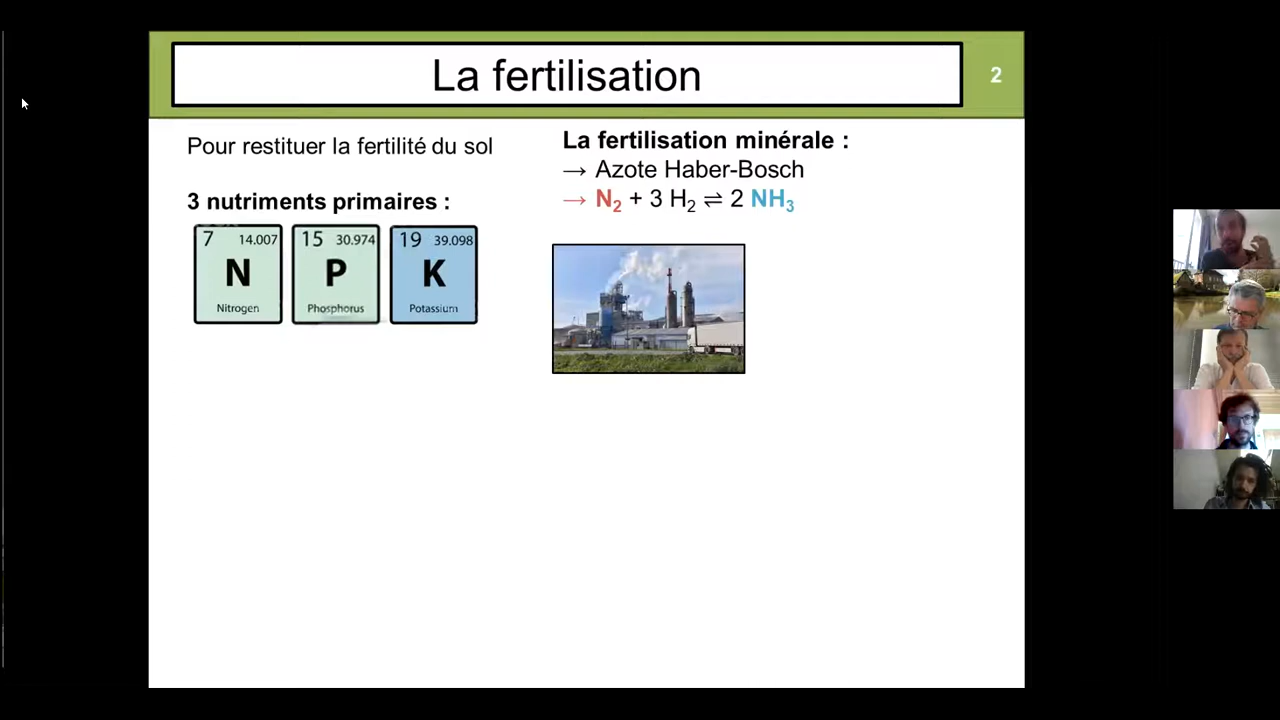 La fertilisation
2
Pour restituer la fertilité du sol
3 nutriments primaires :
7 14.007
N
Nitrogen
15 30.974
P
Phosphorus
19 39.098
K
Potassium
La fertilisation minérale :
→ Azote Haber-Bosch
→ N₂ + 3 H₂ ⇌ 2 NH₃